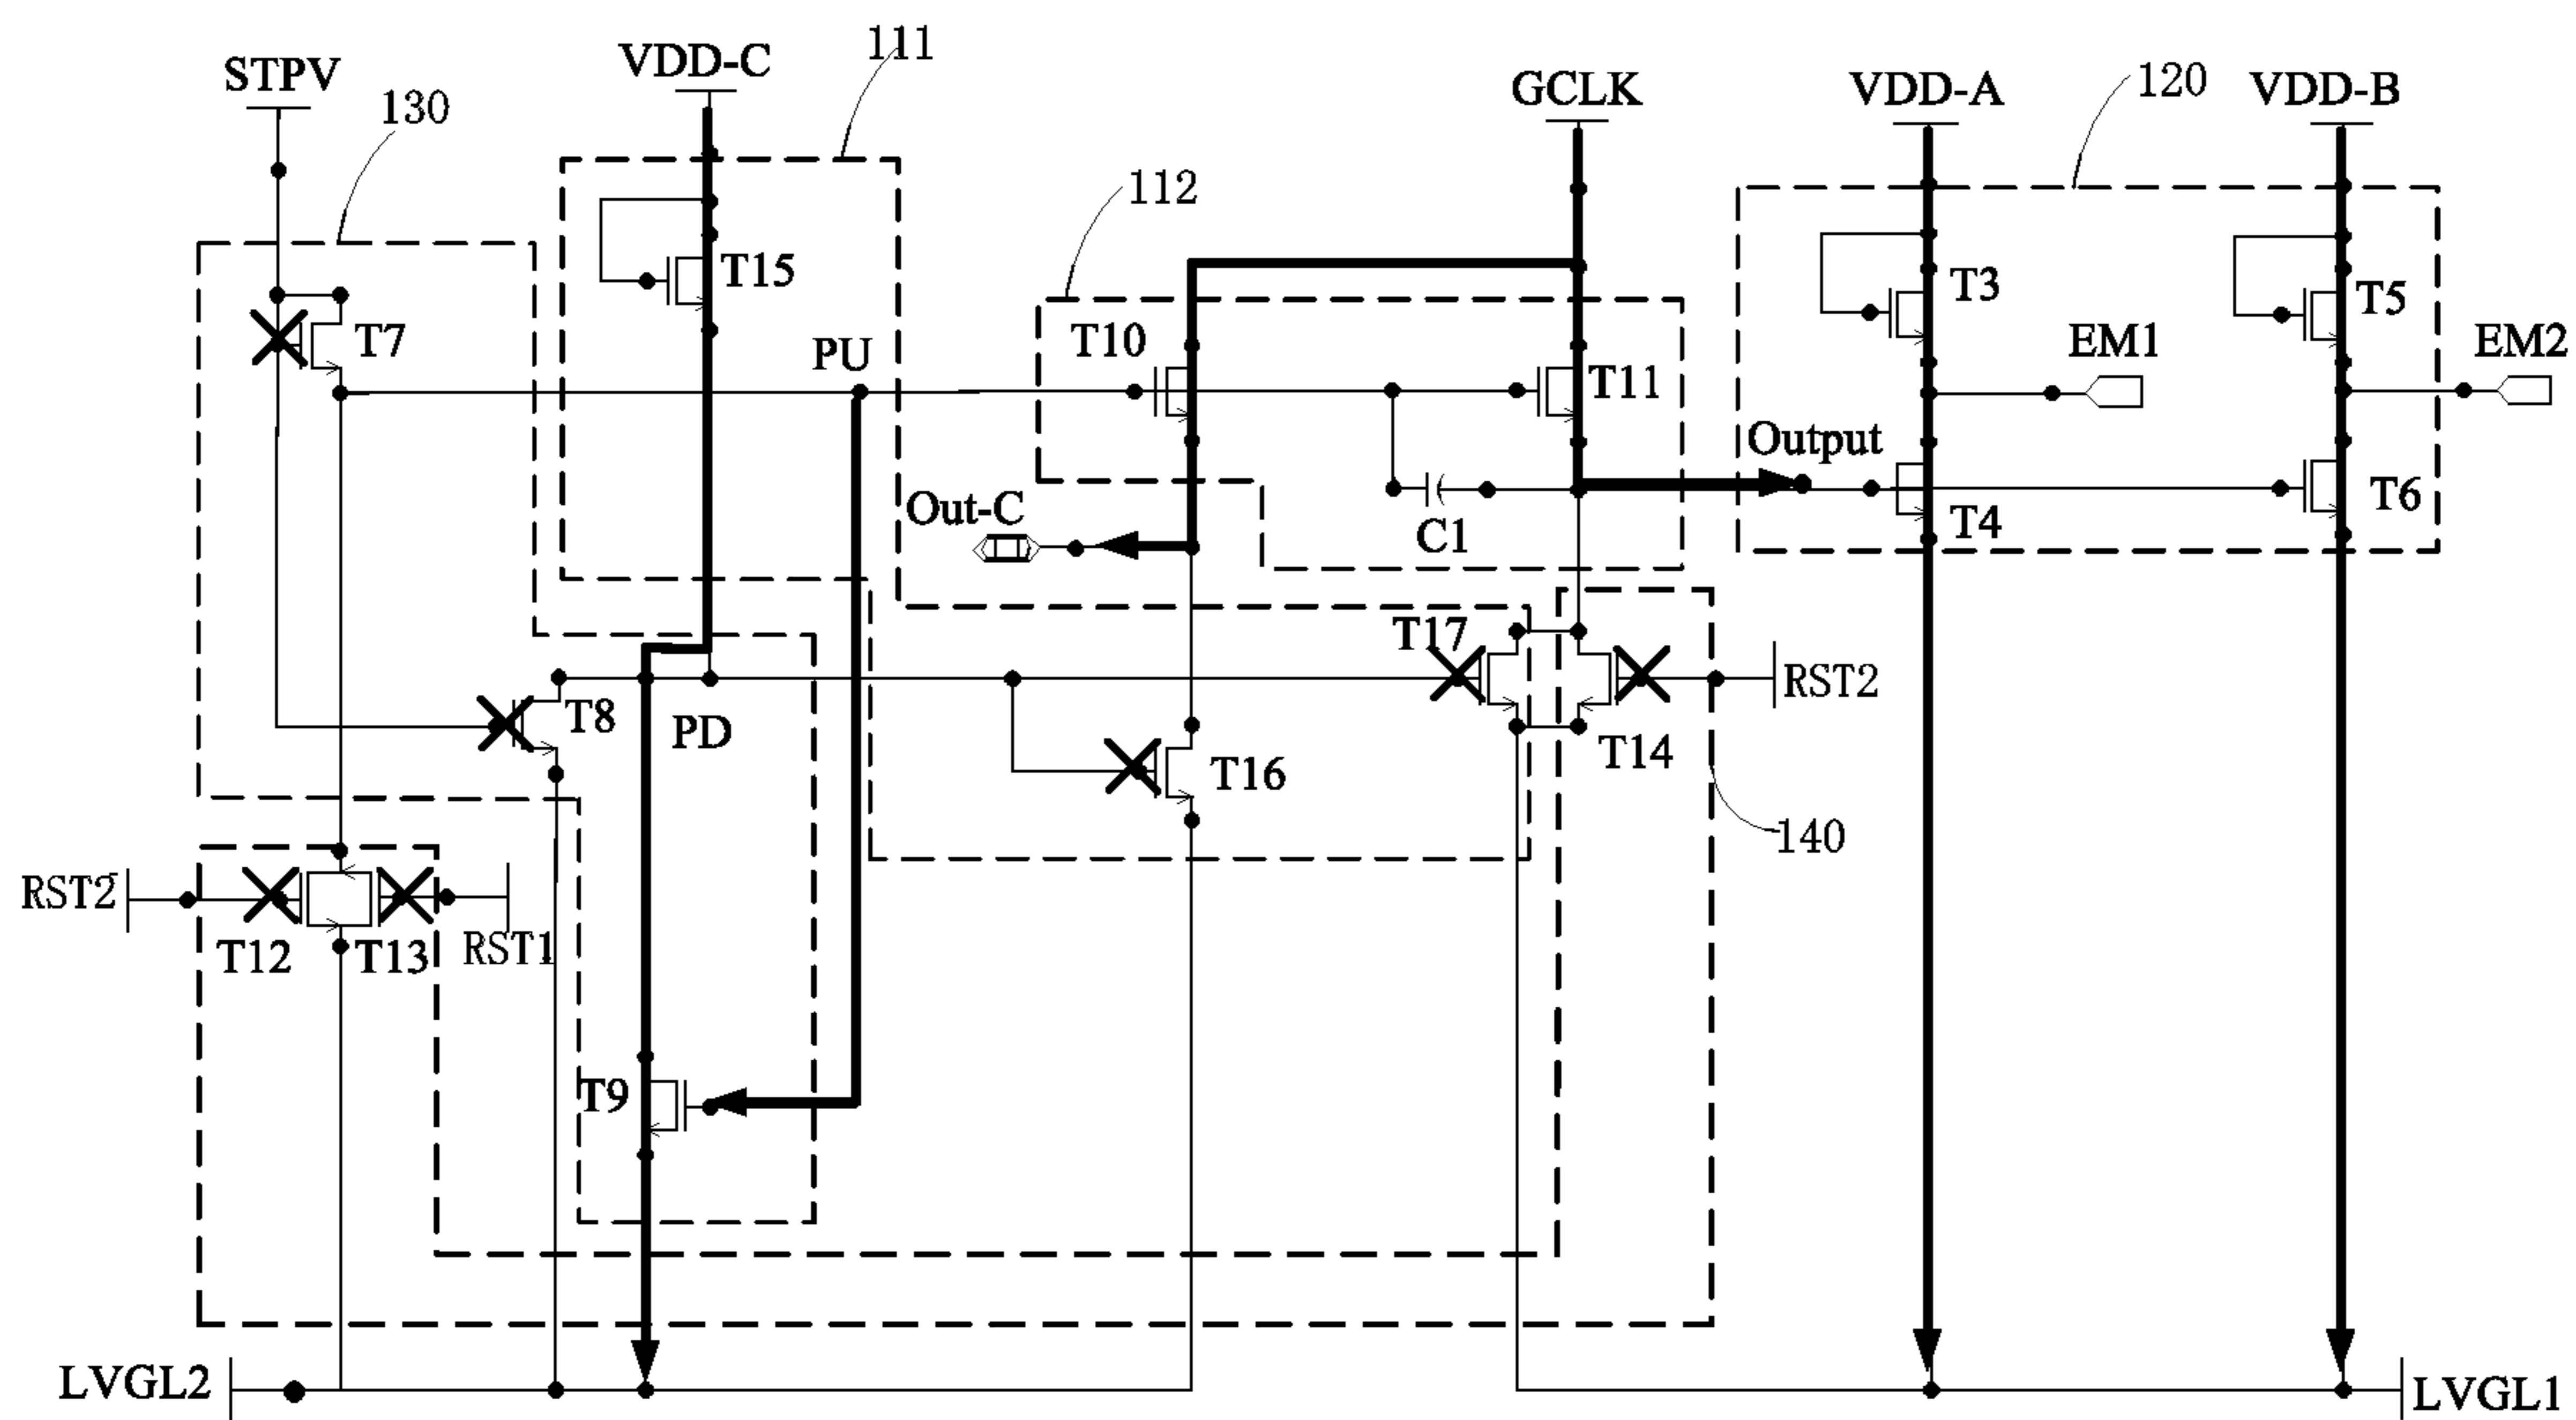 STPV
VDD-C
111
GCLK
VDD-A
120
VDD-B
130
112
T15
T3
T5
T7
PU
T10
T11
EM1
EM2
Output
Out-C
C1
T4
T6
T17
RST2
T8
PD
T14
T16
140
RST2
T12
T13
RST1
T9
LVGL2
LVGL1